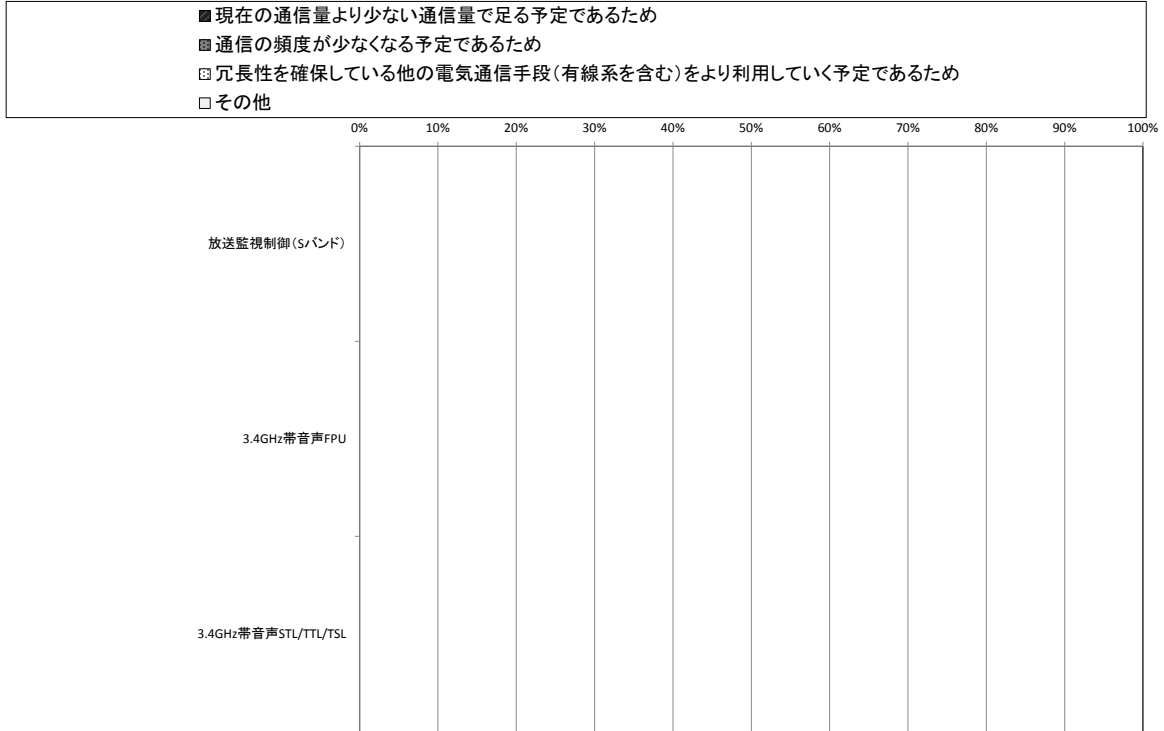 現在の通信量より少ない通信量で足る予定であるため
通信の頻度が少なくなる予定であるため
冗長性を確保している他の電気通信手段(有線系を含む)をより利用していく予定であるため
その他
0% 10% 20% 30% 40% 50% 60% 70% 80% 90% 100%
放送監視制御(Sバンド)
3.4GHz帯音声FPU
3.4GHz帯音声STL/TTL/TSL